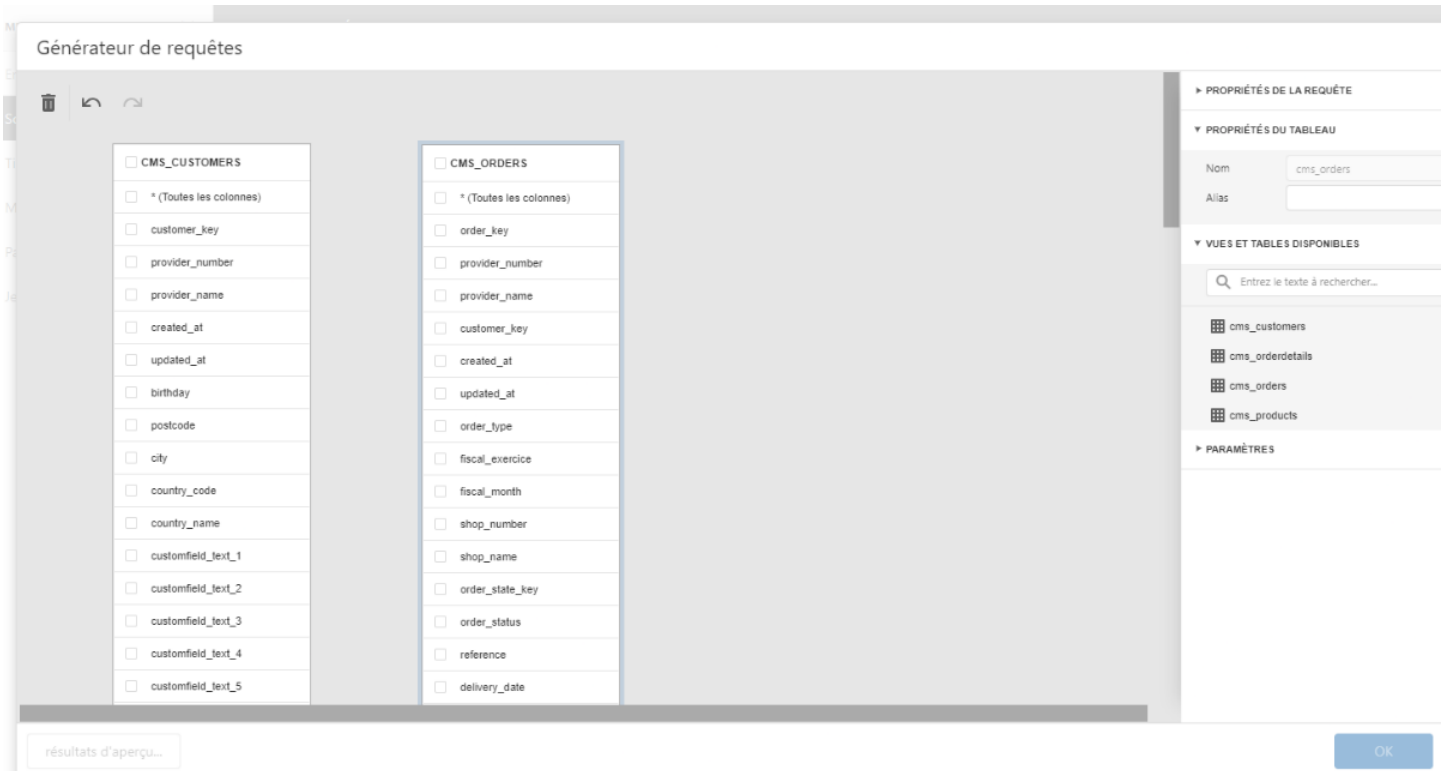 Générateur de requêtes
CMS_CUSTOMERS
* (Toutes les colonnes)
customer_key
provider_number
provider_name
created_at
updated_at
birthday
postcode
city
country_code
country_name
customfield_text_1
customfield_text_2
customfield_text_3
customfield_text_4
customfield_text_5
CMS_ORDERS
* (Toutes les colonnes)
order_key
provider_number
provider_name
customer_key
created_at
updated_at
order_type
fiscal_exercice
fiscal_month
shop_number
shop_name
order_state_key
order_status
reference
delivery_date
PROPRIÉTÉS DE LA REQUÊTE
PROPRIÉTÉS DU TABLEAU
Nom cms_orders
Alias
VUES ET TABLES DISPONIBLES
Entrez le texte à rechercher...
cms_customers
cms_orderdetails
cms_orders
cms_products
PARAMÈTRES
résultats d'aperçu...
OK